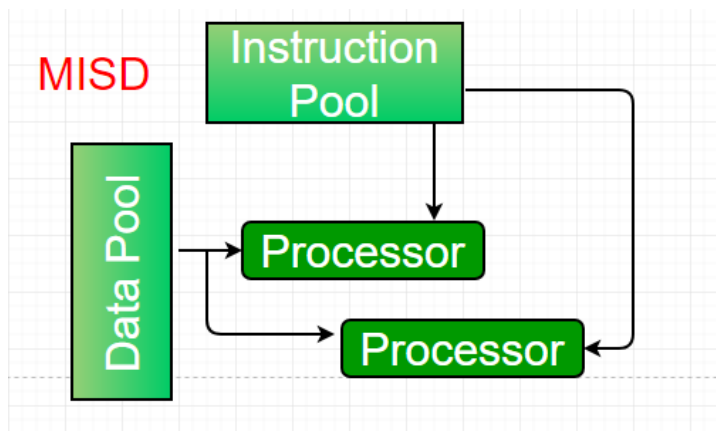 MISD
Instruction
Pool
Data Pool
Processor
Processor